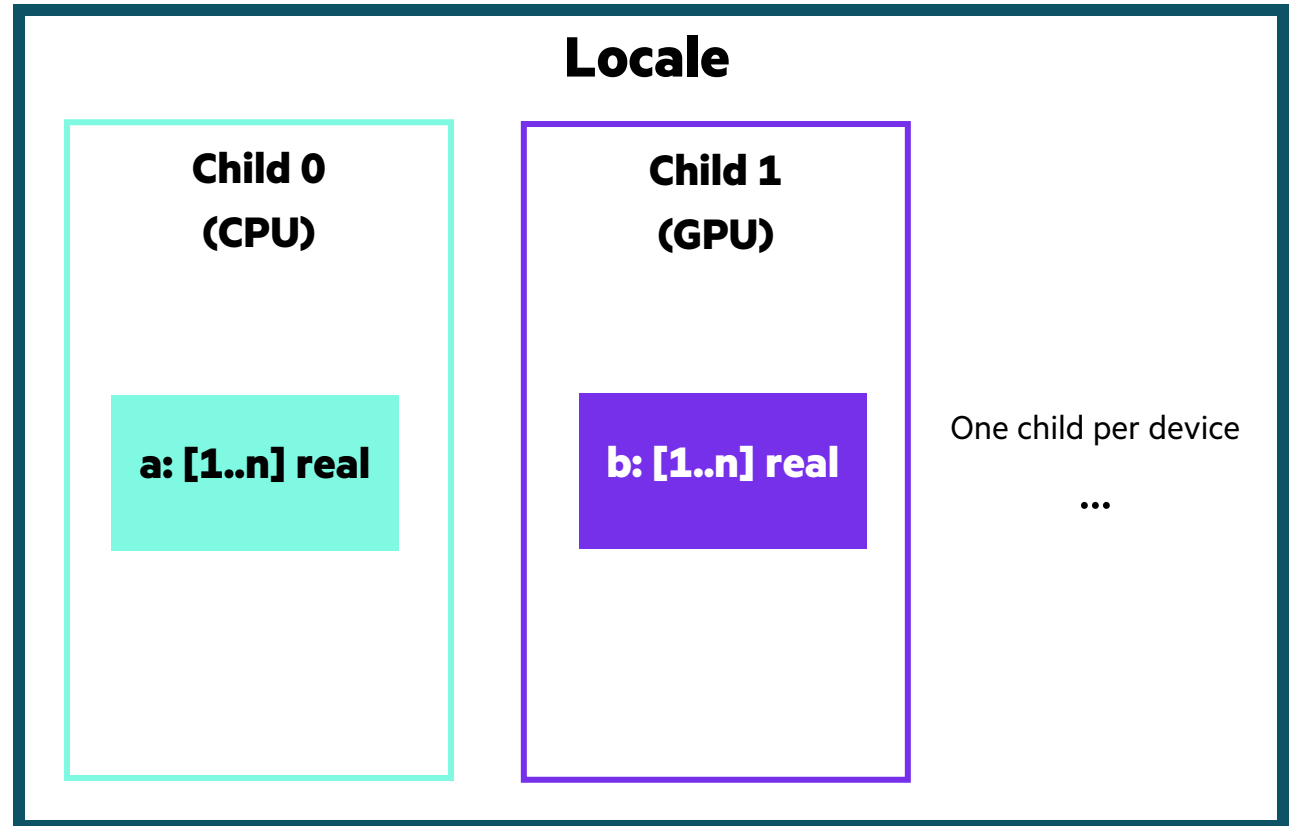 Locale
Child 0
(CPU)
a: [1..n] real
Child 1
(GPU)
b: [1..n] real
One child per device
...